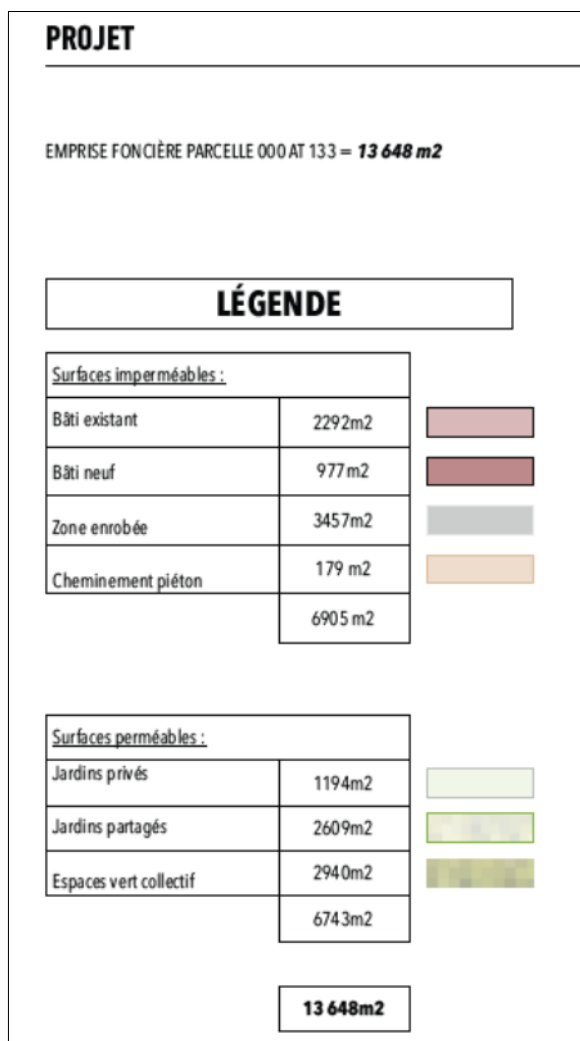 PROJET
EMPRISE FONCIÈRE PARCELLE 000 AT 133 = 13 648 m2
LÉGENDE
Surfaces imperméables :
Bâti existant 2292m2
Bâti neuf 977m2
Zone enrobée 3457m2
Cheminement piéton 179 m2
6905 m2
Surfaces perméables :
Jardins privés 1194m2
Jardins partagés 2609m2
Espaces vert collectif 2940m2
6743m2
13 648m2